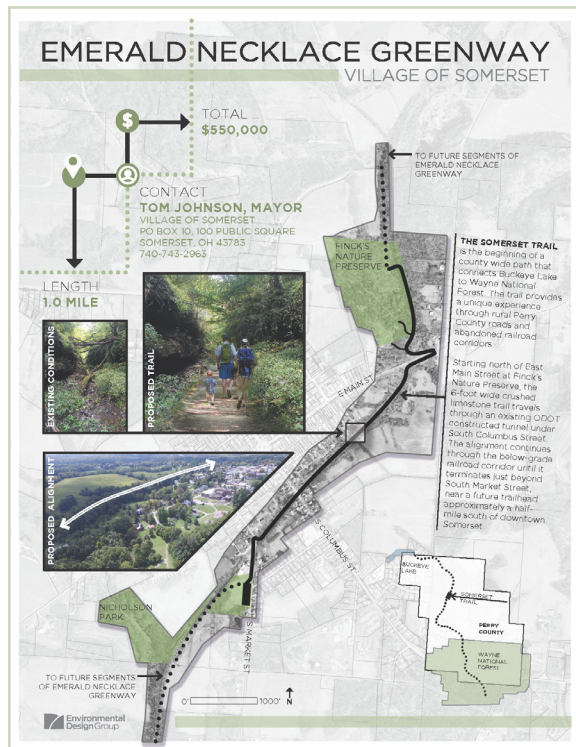 EMERALD NECKLACE GREENWAY
VILLAGE OF SOMERSET
$
TOTAL
$550,000
CONTACT
TOM JOHNSON, MAYOR
VILLAGE OF SOMERSET
PO BOX 10, 100 PUBLIC SQUARE
SOMERSET, OH 43783
740-743-2963
LENGTH
1.0 MILE
TO FUTURE SEGMENTS OF
EMERALD NECKLACE
GREENWAY
FINCK'S
NATURE
PRESERVE
THE SOMERSET TRAIL
is the beginning of a
county wide path that
connects Buckeye Lake
to Wayne National
Forest. The trail provides
a unique experience
through rural Perry
County roads and
abandoned railroad
corridors.
Starting north of East
Main Street at Finck's
Nature Preserve, the
6-foot wide crushed
limestone trail travels
through an existing ODOT
constructed tunnel under
South Columbus Street.
The alignment continues
through the below-grade
railroad corridor until it
terminates just beyond
South Market Street,
near a future trailhead
approximately a half-
mile south of downtown
Somerset.
EXISTING CONDITIONS
PROPOSED TRAIL
E MAIN ST
PROPOSED ALIGNMENT
S COLUMBUS ST
NICHOLSON
PARK
S MARKET ST
TO FUTURE SEGMENTS
OF EMERALD NECKLACE
GREENWAY
0'
1000'
N
BUCKEYE
LAKE
SOMERSET
TRAIL
PERRY
COUNTY
WAYNE
NATIONAL
FOREST
Environmental
DesignGroup